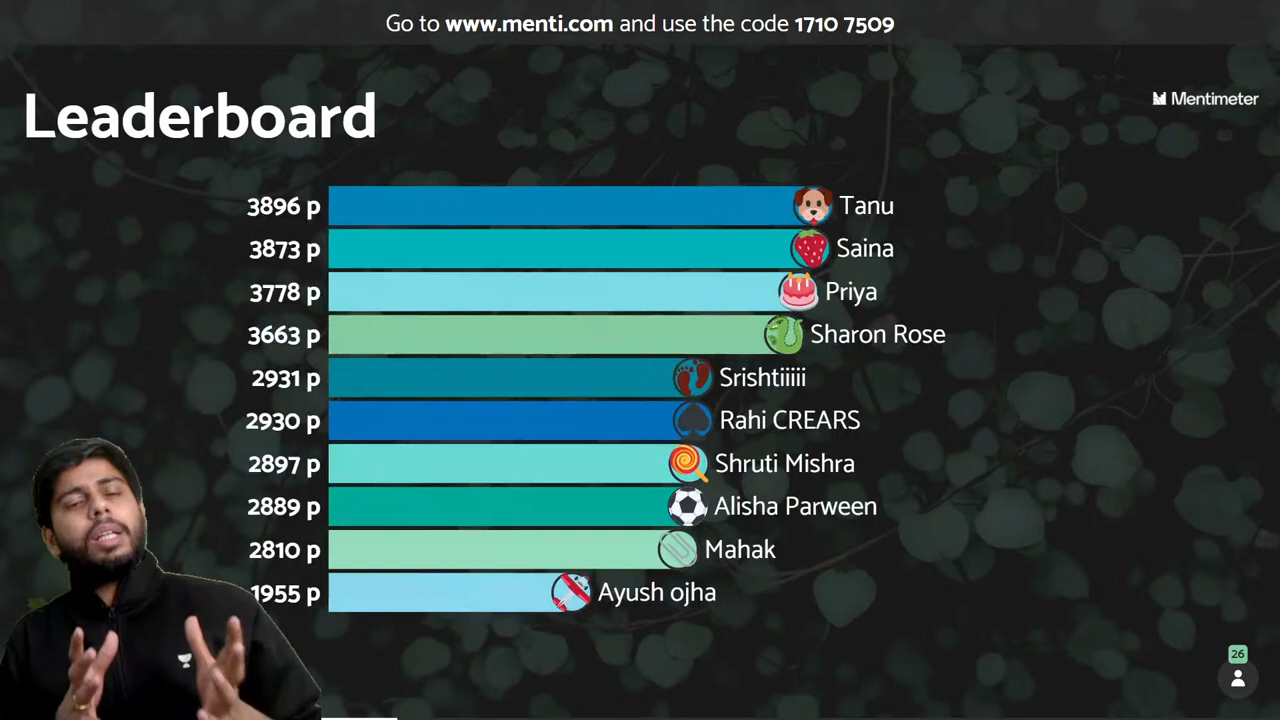 Go to www.menti.com and use the code 1710 7509
Leaderboard
Mentimeter
3896 p Tanu
3873 p Saina
3778 p Priya
3663 p Sharon Rose
2931 p Srishtiiiii
2930 p Rahi CREARS
2897 p Shruti Mishra
2889 p Alisha Parween
2810 p Mahak
1955 p Ayush ojha
26